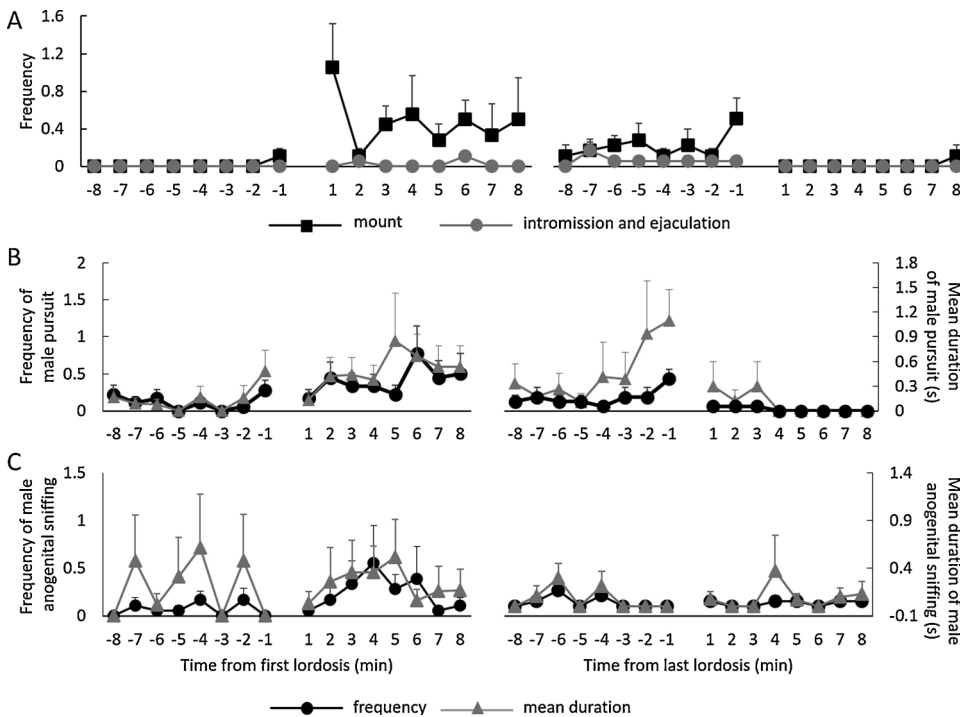 A
Frequency
1.6
1.2
0.8
0.4
0
-8 -7 -6 -5 -4 -3 -2 -1 1 2 3 4 5 6 7 8 -8 -7 -6 -5 -4 -3 -2 -1 1 2 3 4 5 6 7 8
mount intromission and ejaculation
B
Frequency of
male pursuit
2
1.5
1
0.5
0
1.8
1.5
1.2
0.9
0.6
0.3
0
Mean duration
of male pursuit (s)
-8 -7 -6 -5 -4 -3 -2 -1 1 2 3 4 5 6 7 8 -8 -7 -6 -5 -4 -3 -2 -1 1 2 3 4 5 6 7 8
C
Frequency of male
anogenital sniffing
1.5
1
0.5
0
1.4
0.9
0.4
-0.1
Mean duration of male
anogenital sniffing (s)
-8 -7 -6 -5 -4 -3 -2 -1 1 2 3 4 5 6 7 8 -8 -7 -6 -5 -4 -3 -2 -1 1 2 3 4 5 6 7 8
Time from first lordosis (min) Time from last lordosis (min)
frequency mean duration